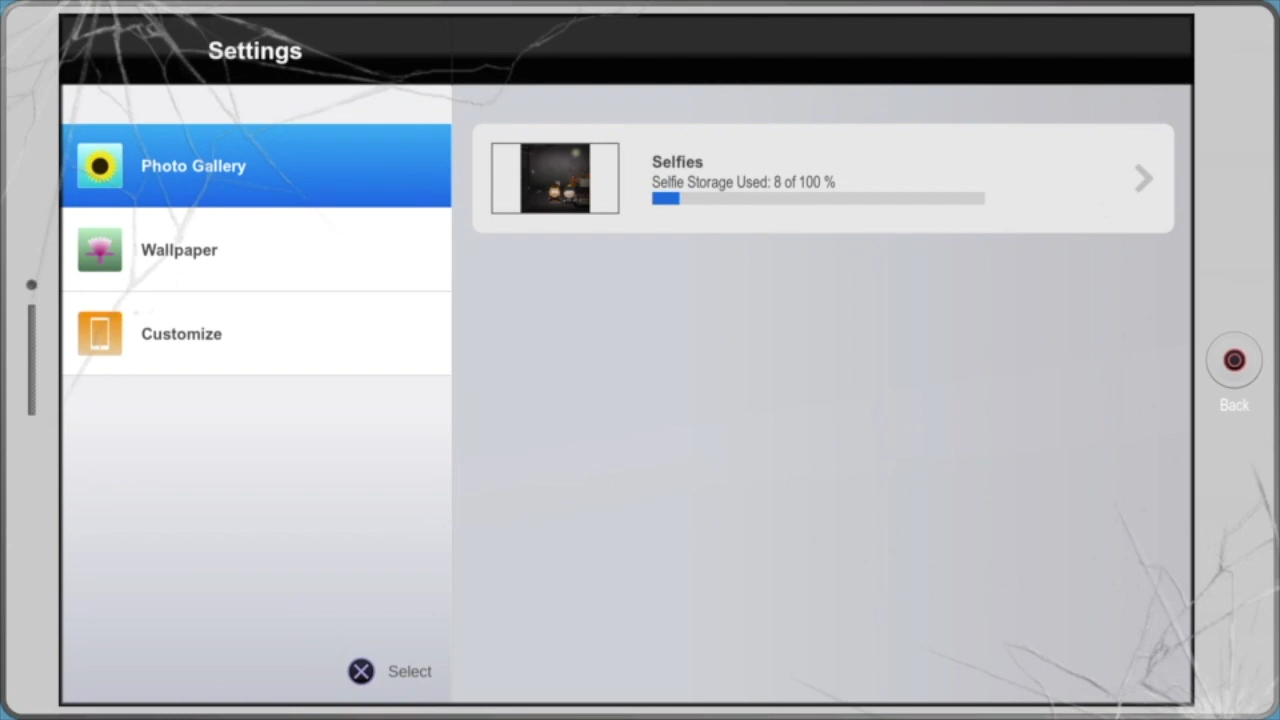 Settings
Photo Gallery
Wallpaper
Customize
Selfies
Selfie Storage Used: 8 of 100 %
Back
Select